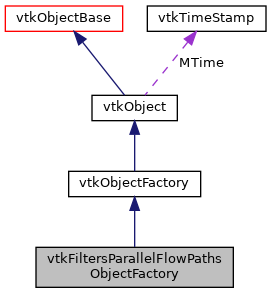 vtkObjectBase
vtkTimeStamp
MTime
vtkObject
vtkObjectFactory
vtkFiltersParallelFlowPaths
ObjectFactory